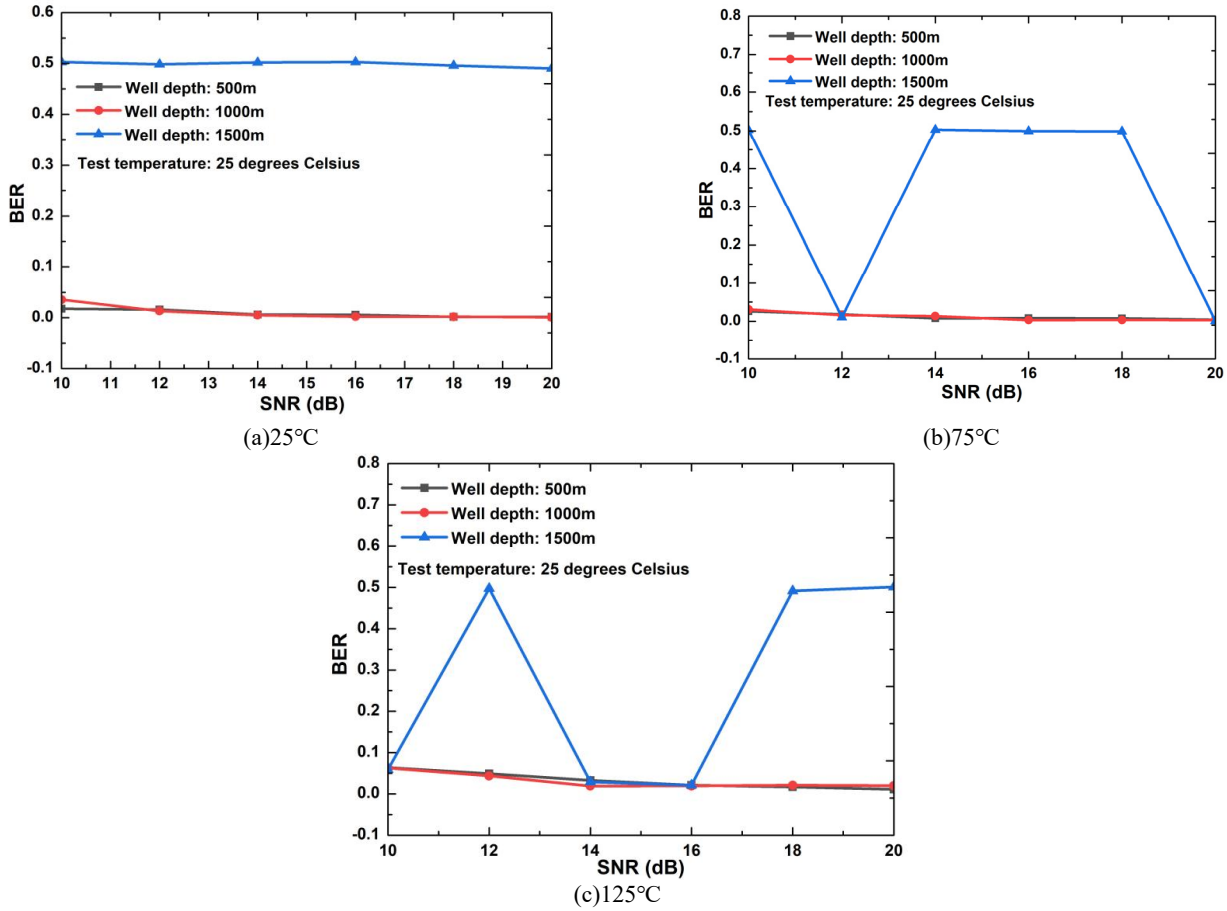 0.6
0.5
0.4
0.3
0.2
0.1
0.0
-0.1
BER
Well depth: 500m
Well depth: 1000m
Well depth: 1500m
Test temperature: 25 degrees Celsius
10 11 12 13 14 15 16 17 18 19 20
SNR (dB)
(a)25℃
0.8
0.7
0.6
0.5
0.4
0.3
0.2
0.1
0.0
-0.1
BER
Well depth: 500m
Well depth: 1000m
Well depth: 1500m
Test temperature: 25 degrees Celsius
10 12 14 16 18 20
SNR (dB)
(b)75℃
0.8
0.7
0.6
0.5
0.4
0.3
0.2
0.1
0.0
-0.1
BER
Well depth: 500m
Well depth: 1000m
Well depth: 1500m
Test temperature: 25 degrees Celsius
10 12 14 16 18 20
SNR (dB)
(c)125℃